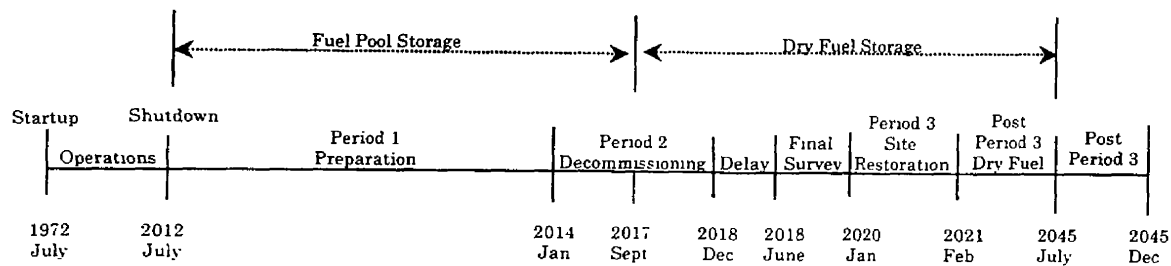 Fuel Pool Storage
Dry Fuel Storage
Startup
Shutdown
Operations
Period 1
Preparation
Period 2
Decommissioning
Delay
Final
Survey
Period 3
Site
Restoration
Post
Period 3
Dry Fuel
Post
Period 3
1972
July
2012
July
2014
Jan
2017
Sept
2018
Dec
2018
June
2020
Jan
2021
Feb
2045
July
2045
Dec